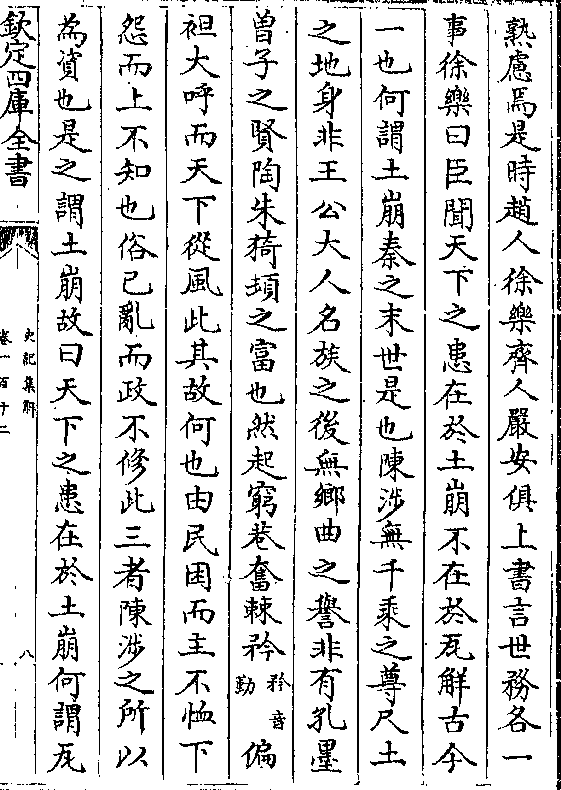 熟慮焉是時趙人徐樂齊人嚴安俱上書言世務各一
事徐樂曰臣聞天下之患在於土崩不在於瓦解古今
一也何謂土崩秦之末世是也陳涉無千乘之尊尺土
之地身非王公大人名族之後無鄉曲之譽非有孔墨
曾子之賢陶朱猗頓之富也然起窮巷奮棘矜矜音勤偏
袒大呼而天下從風此其故何也由民困而主不恤下
怨而上不知也俗已亂而政不修此三者陳涉之所以
為資也是之謂土崩故曰天下之患在於土崩何謂瓦
欽定四庫全書
史記集解
卷一百十二
八